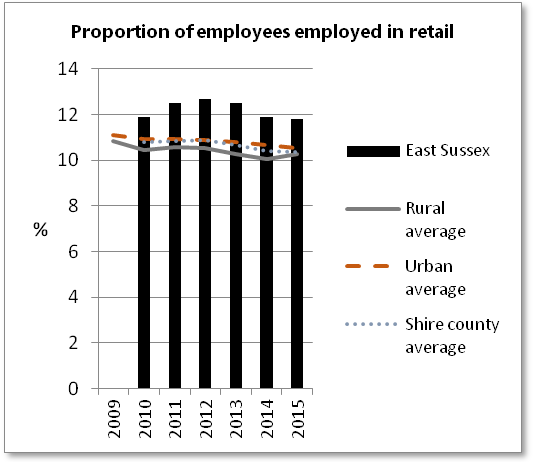 Proportion of employees employed in retail
14
12
10
8
6
4
2
0
%
2009
2010
2011
2012
2013
2014
2015
East Sussex
Rural
average
Urban
average
Shire county
average